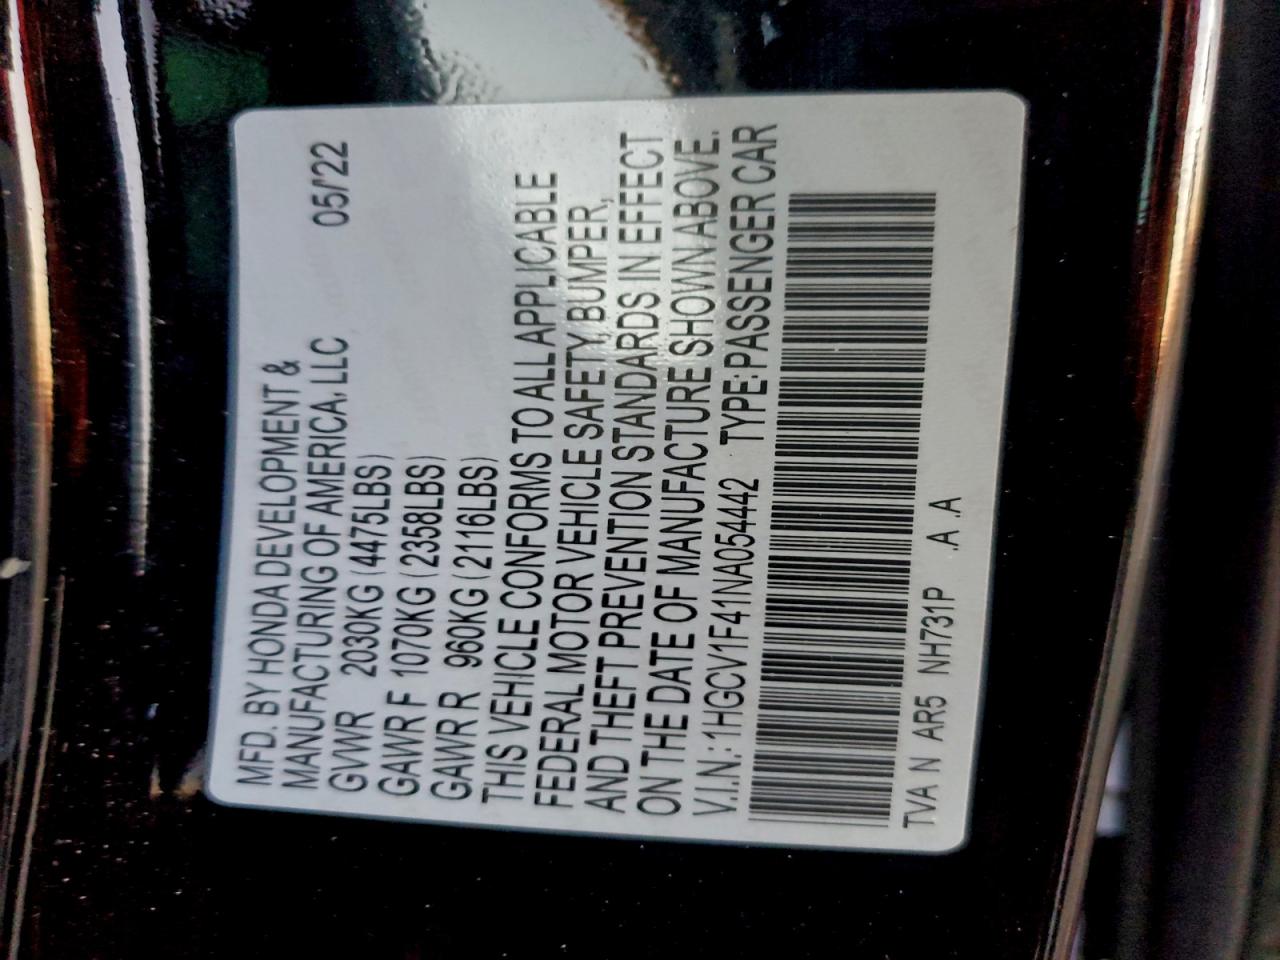 MFD. BY HONDA DEVELOPMENT &
MANUFACTURING OF AMERICA, LLC 05/'22
GVWR 2030KG (4475LBS)
GAWR F 1070KG (2358LBS)
GAWR R 960KG (2116LBS)
THIS VEHICLE CONFORMS TO ALL APPLICABLE
FEDERAL MOTOR VEHICLE SAFETY, BUMPER,
AND THEFT PREVENTION STANDARDS IN EFFECT
ON THE DATE OF MANUFACTURE SHOWN ABOVE.
V.I.N.: 1HGCV1F41NA054442 TYPE: PASSENGER CAR
TVA N AR5 NH731P .A .A